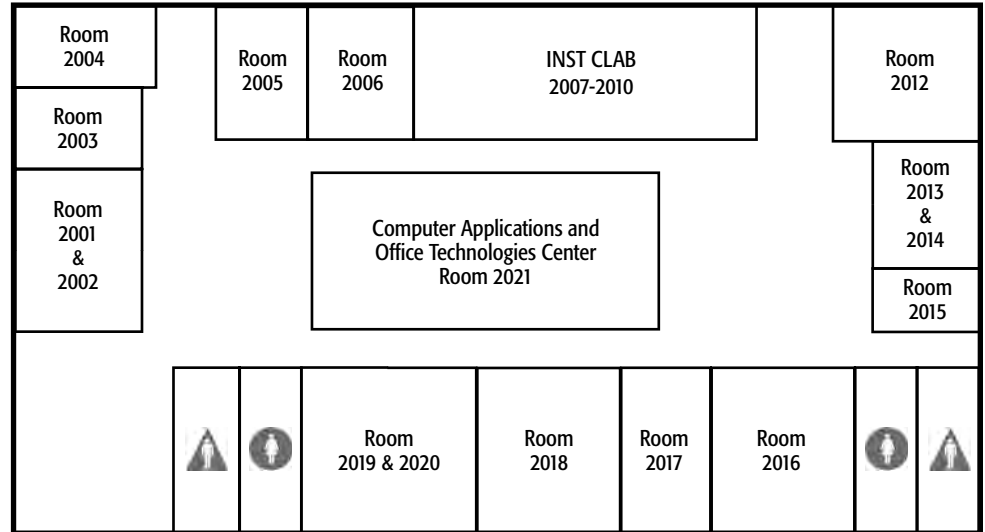 Room
2004
Room
2005
Room
2006
INST CLAB
2007-2010
Room
2012
Room
2003
Room
2001
&
2002
Computer Applications and
Office Technologies Center
Room 2021
Room
2013
&
2014
Room
2015
Room
2019 & 2020
Room
2018
Room
2017
Room
2016